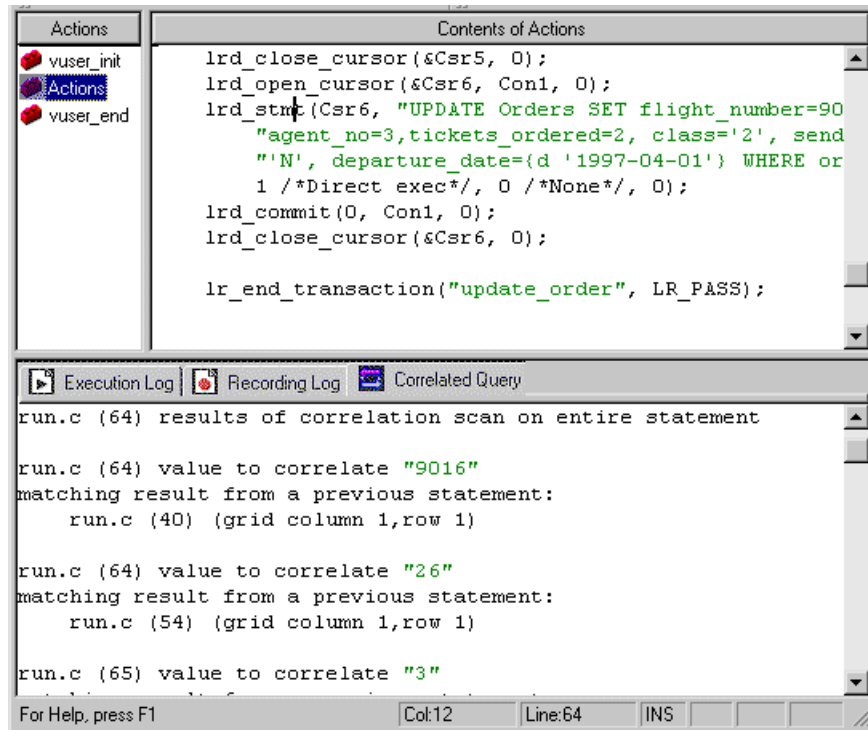 Actions
Contents of Actions
vuser_init
Actions
vuser_end
lrd_close_cursor(&Csr5, 0);
lrd_open_cursor(&Csr6, Con1, 0);
lrd_stmt(Csr6, "UPDATE Orders SET flight_number=90
"agent_no=3,tickets_ordered=2, class='2', send
"'N', departure_date={d '1997-04-01'} WHERE or
1 /*Direct exec*/, 0 /*None*/, 0);
lrd_commit(0, Con1, 0);
lrd_close_cursor(&Csr6, 0);
lr_end_transaction("update_order", LR_PASS);
Execution Log Recording Log Correlated Query
run.c (64) results of correlation scan on entire statement
run.c (64) value to correlate "9016"
matching result from a previous statement:
run.c (40) (grid column 1,row 1)
run.c (64) value to correlate "26"
matching result from a previous statement:
run.c (54) (grid column 1,row 1)
run.c (65) value to correlate "3"
For Help, press F1 Col:12 Line:64 INS